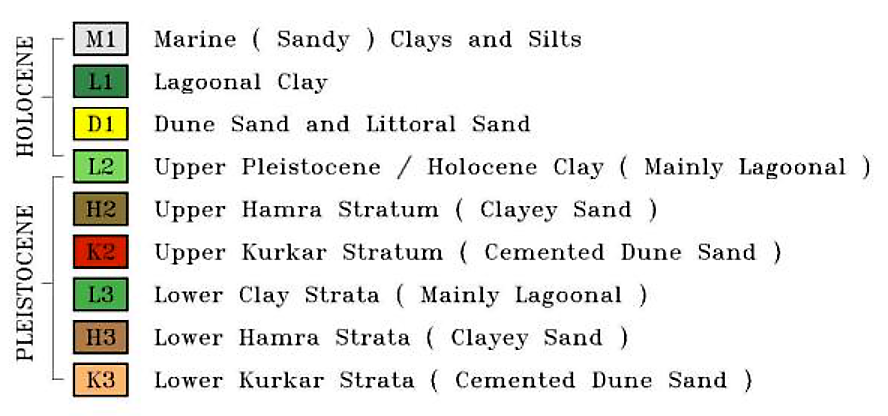 HOLOCENE
M1 Marine ( Sandy ) Clays and Silts
L1 Lagoonal Clay
D1 Dune Sand and Littoral Sand
L2 Upper Pleistocene / Holocene Clay ( Mainly Lagoonal )
PLEISTOCENE
H2 Upper Hamra Stratum ( Clayey Sand )
K2 Upper Kurkar Stratum ( Cemented Dune Sand )
L3 Lower Clay Strata ( Mainly Lagoonal )
H3 Lower Hamra Strata ( Clayey Sand )
K3 Lower Kurkar Strata ( Cemented Dune Sand )